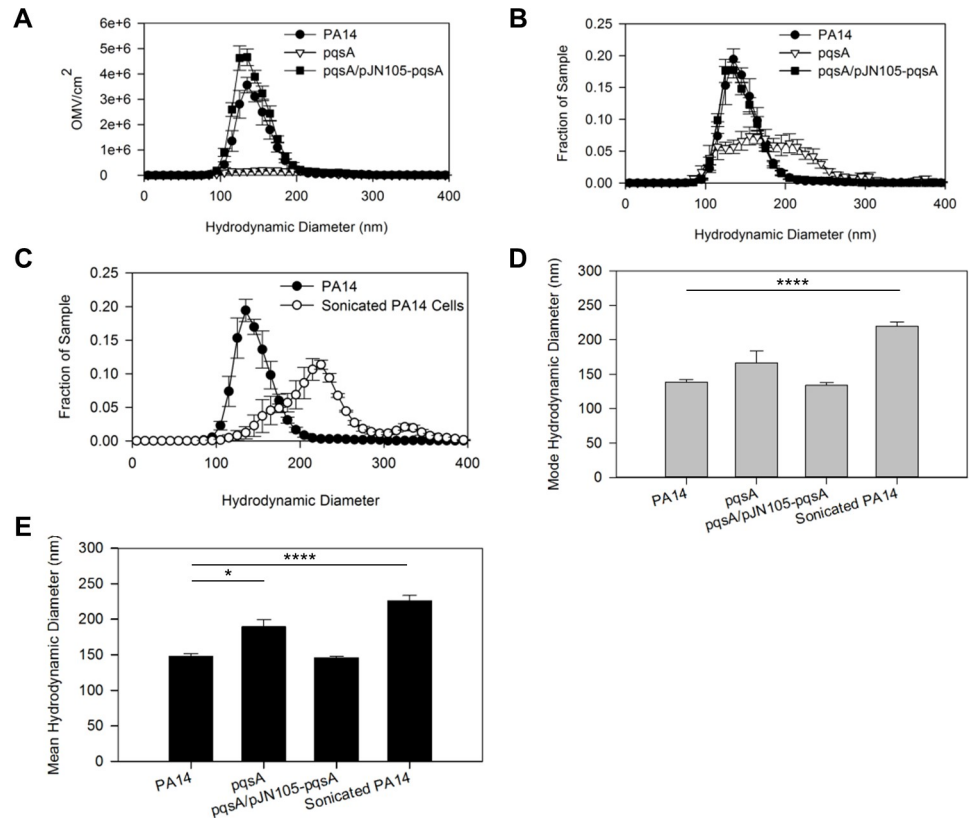 A
PA14
pqsA
pqsA/pJN105-pqsA
6e+6
5e+6
4e+6
3e+6
2e+6
1e+6
0
OMV/cm2
0 100 200 300 400
Hydrodynamic Diameter (nm)
B
PA14
pqsA
pqsA/pJN105-pqsA
0.25
0.20
0.15
0.10
0.05
0.00
Fraction of Sample
0 100 200 300 400
Hydrodynamic Diameter (nm)
C
PA14
Sonicated PA14 Cells
0.25
0.20
0.15
0.10
0.05
0.00
Fraction of Sample
0 100 200 300 400
Hydrodynamic Diameter
D
300
250
200
150
100
50
0
Mode Hydrodynamic Diameter (nm)
****
PA14
pqsA
pqsA/pJN105-pqsA
Sonicated PA14
E
300
250
200
150
100
50
0
Mean Hydrodynamic Diameter (nm)
****
*
PA14
pqsA
pqsA/pJN105-pqsA
Sonicated PA14